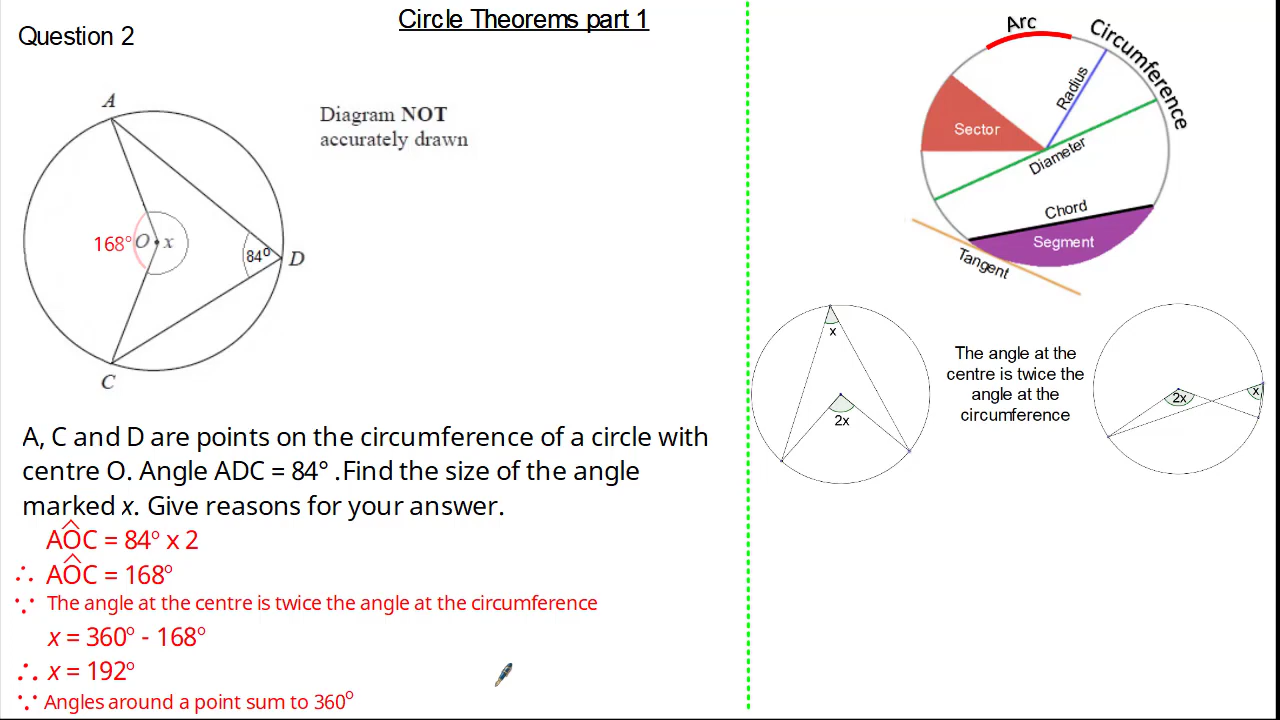 Circle Theorems part 1
Question 2
A
Diagram NOT
accurately drawn
168° O x
84°
D
C
A, C and D are points on the circumference of a circle with
centre O. Angle ADC = 84° .Find the size of the angle
marked x. Give reasons for your answer.
AÔC = 84° x 2
∴ AÔC = 168°
∵ The angle at the centre is twice the angle at the circumference
x = 360° - 168°
∴ x = 192°
∵ Angles around a point sum to 360°
Arc
Circumference
Radius
Sector
Diameter
Chord
Segment
Tangent
x
2x
The angle at the
centre is twice the
angle at the
circumference
2x
x